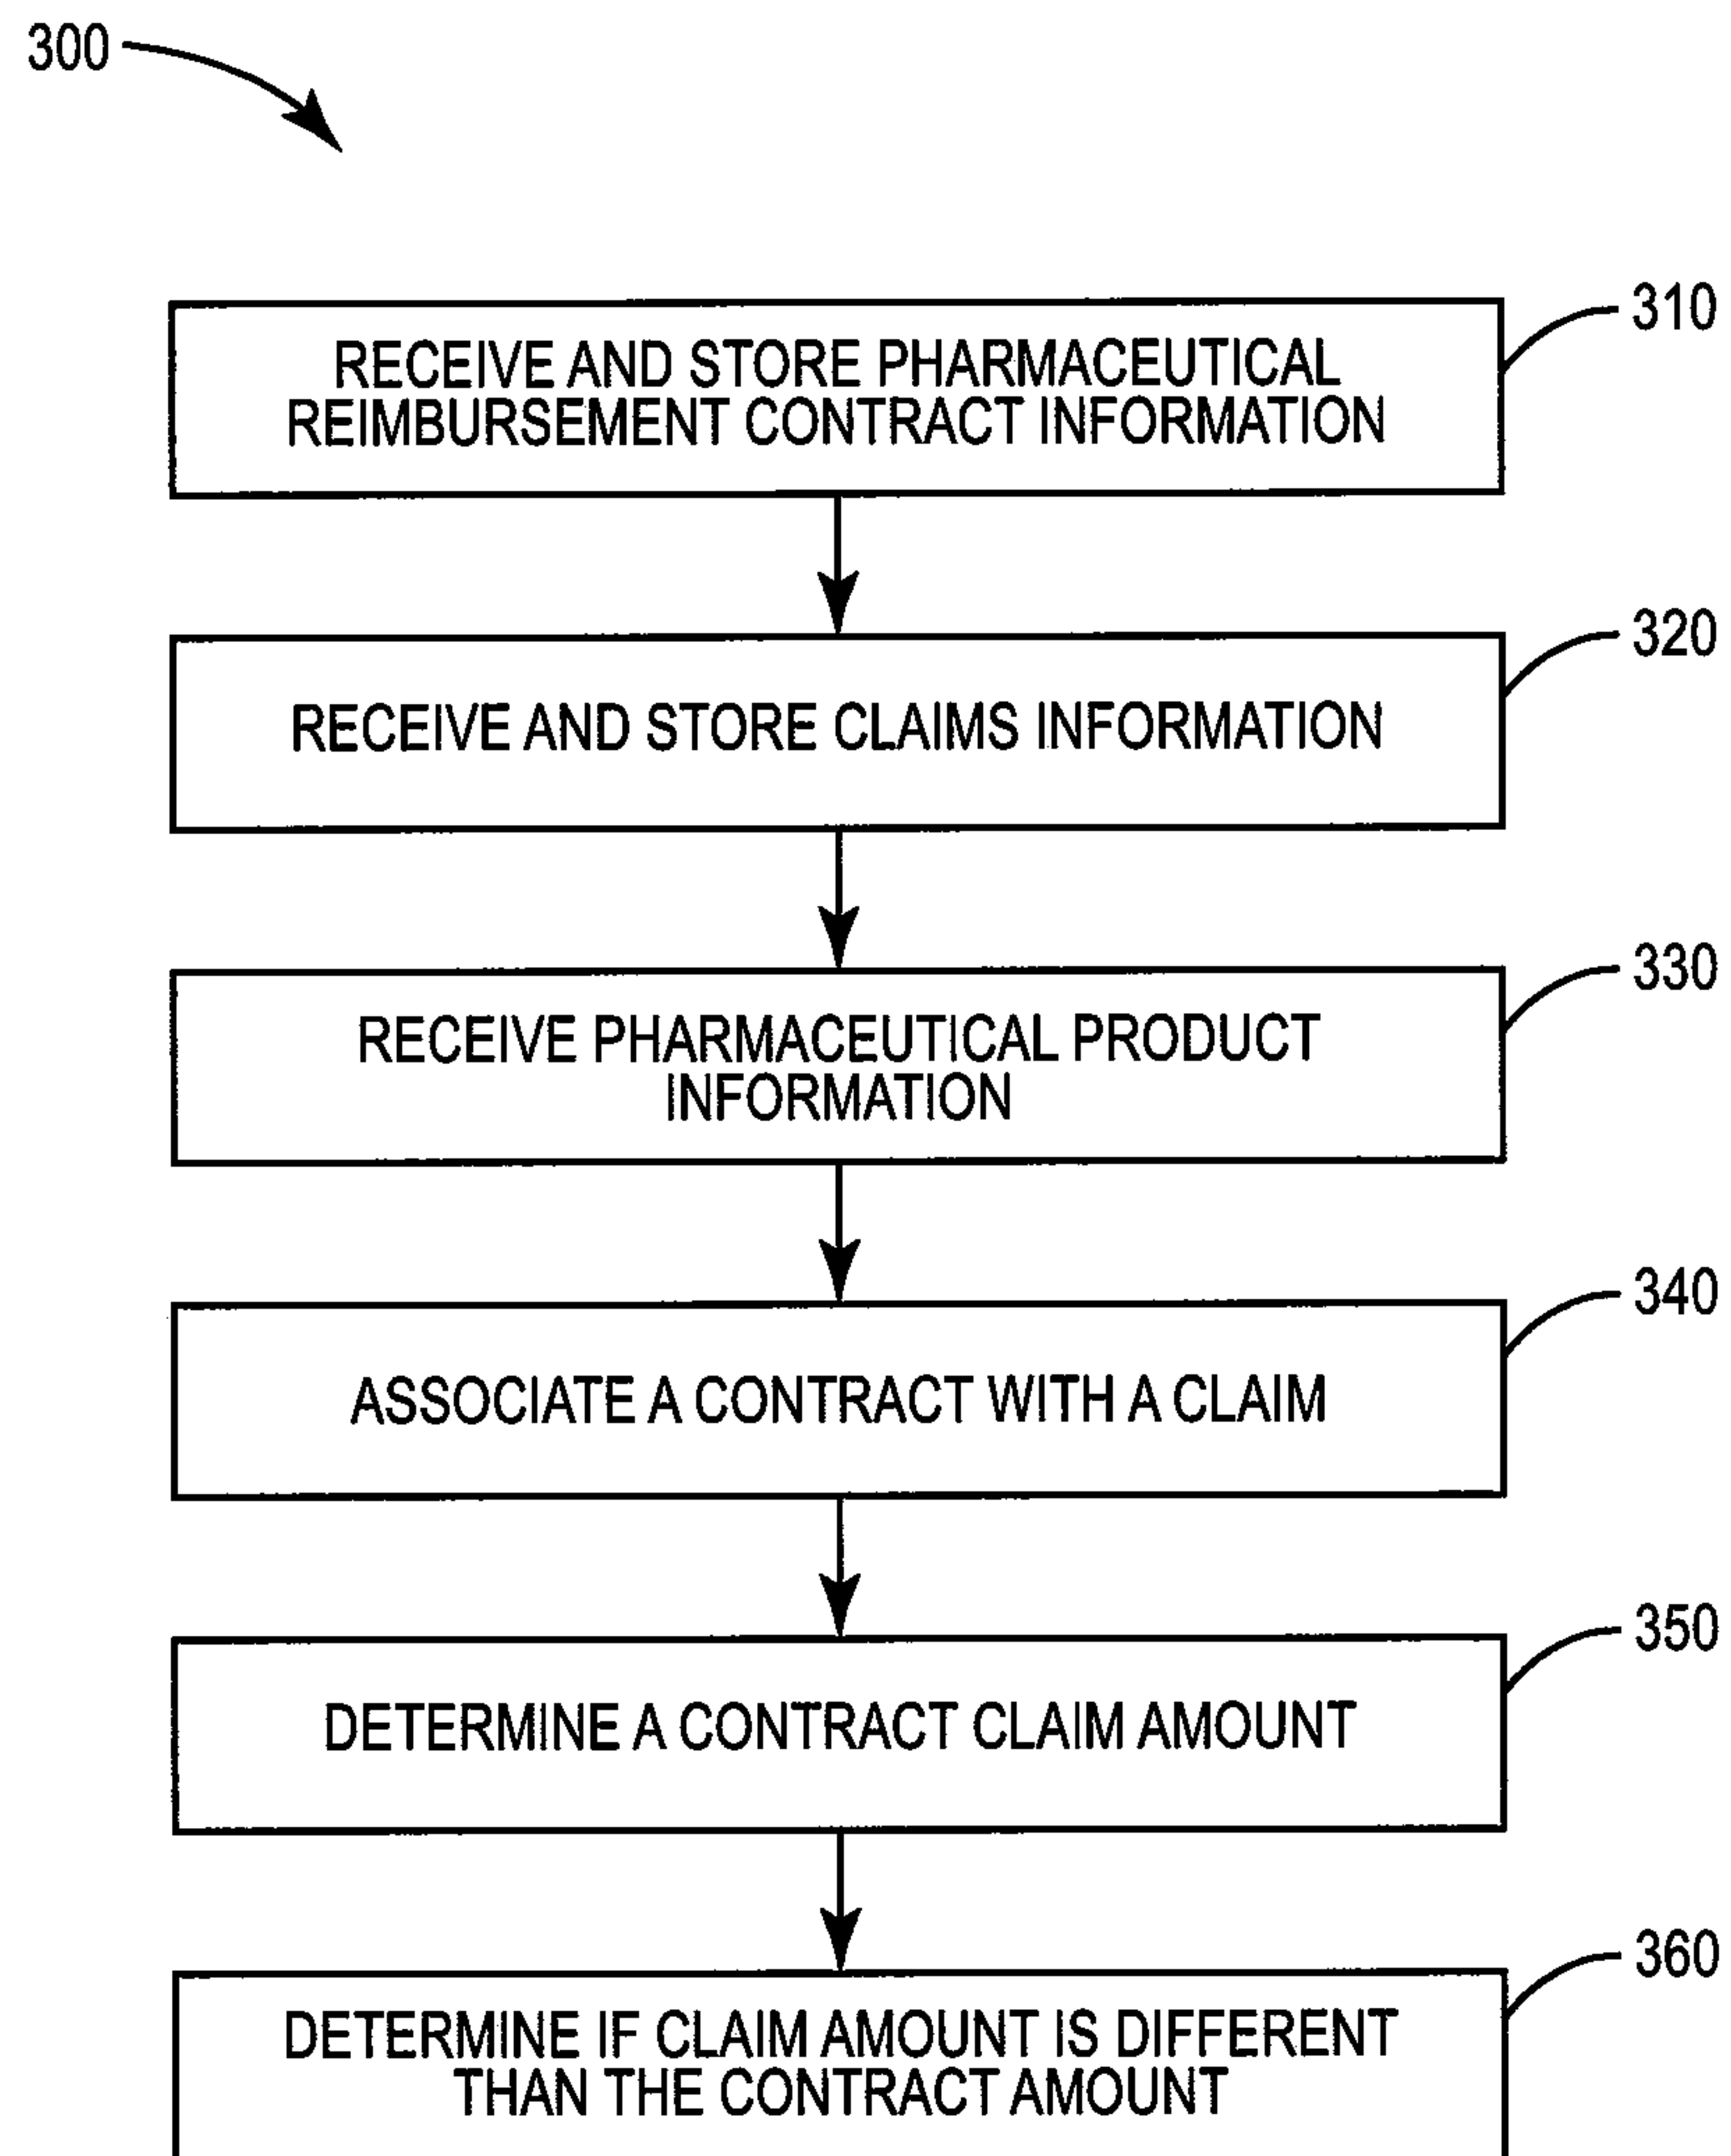 300
310
RECEIVE AND STORE PHARMACEUTICAL
REIMBURSEMENT CONTRACT INFORMATION
320
RECEIVE AND STORE CLAIMS INFORMATION
330
RECEIVE PHARMACEUTICAL PRODUCT
INFORMATION
340
ASSOCIATE A CONTRACT WITH A CLAIM
350
DETERMINE A CONTRACT CLAIM AMOUNT
360
DETERMINE IF CLAIM AMOUNT IS DIFFERENT
THAN THE CONTRACT AMOUNT